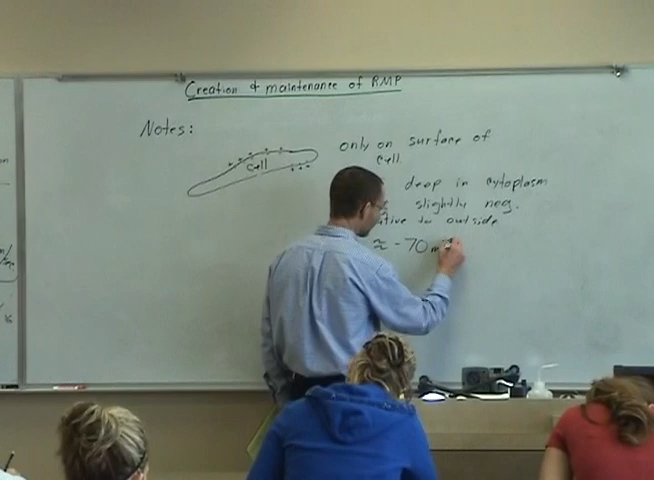 Creation & maintenance of RMP
Notes:
only on surface of
cell.
cell
deep in cytoplasm
slightly neg.
to outside
≈ -70 m